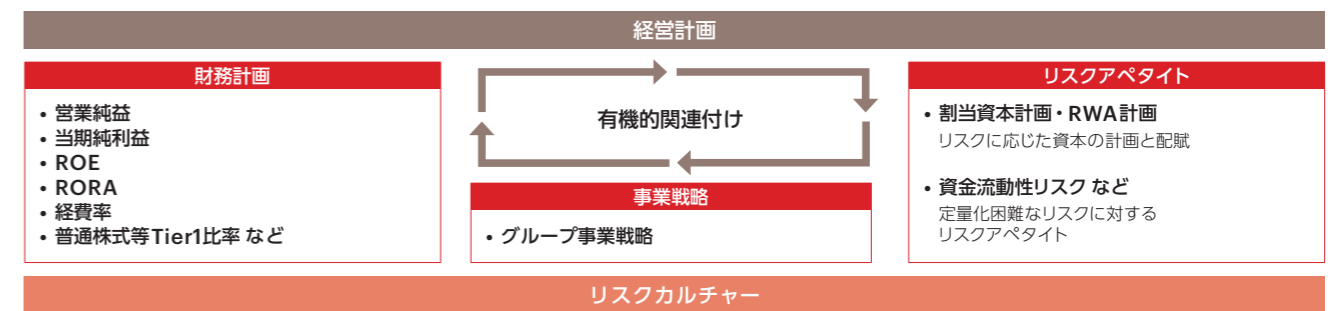 経営計画
財務計画
• 営業純益
• 当期純利益
• ROE
• RORA
• 経費率
• 普通株式等Tier1比率 など
有機的関連付け
事業戦略
• グループ事業戦略
リスクアペタイト
• 割当資本計画・RWA計画
リスクに応じた資本の計画と配賦
• 資金流動性リスク など
定量化困難なリスクに対する
リスクアペタイト
リスクカルチャー